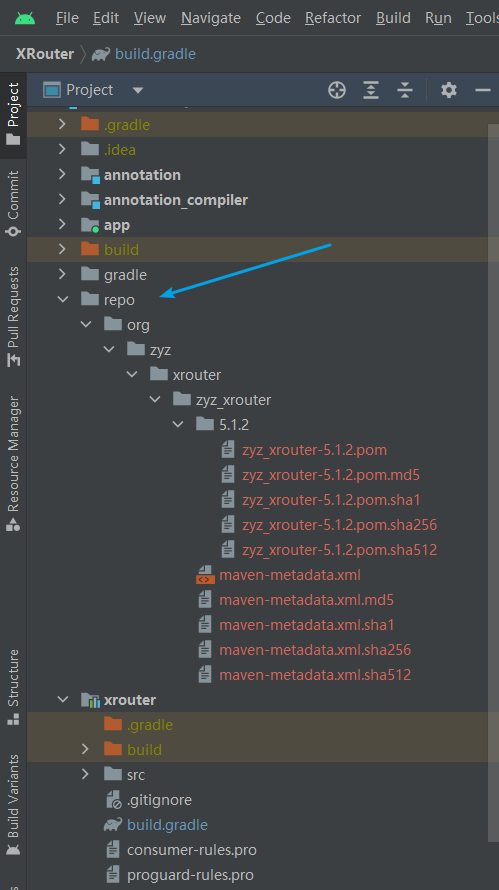 File Edit View Navigate Code Refactor Build Run Tools
XRouter build.gradle
Project
Project
Commit
Pull Requests
Resource Manager
Structure
Build Variants
.gradle
.idea
annotation
annotation_compiler
app
build
gradle
repo
org
zyz
xrouter
zyz_xrouter
5.1.2
zyz_xrouter-5.1.2.pom
zyz_xrouter-5.1.2.pom.md5
zyz_xrouter-5.1.2.pom.sha1
zyz_xrouter-5.1.2.pom.sha256
zyz_xrouter-5.1.2.pom.sha512
maven-metadata.xml
maven-metadata.xml.md5
maven-metadata.xml.sha1
maven-metadata.xml.sha256
maven-metadata.xml.sha512
xrouter
.gradle
build
src
.gitignore
build.gradle
consumer-rules.pro
proguard-rules.pro